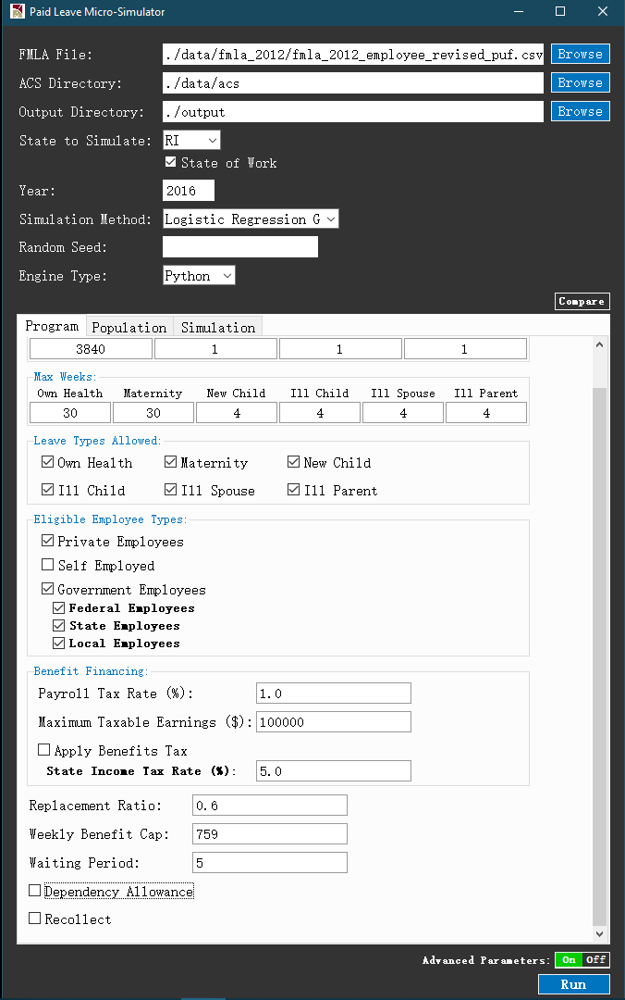 Paid Leave Micro-Simulator
FMLA File: ./data/fmla_2012/fmla_2012_employee_revised_puf.csv Browse
ACS Directory: ./data/acs Browse
Output Directory: ./output Browse
State to Simulate: RI
State of Work
Year: 2016
Simulation Method: Logistic Regression G
Random Seed:
Engine Type: Python
Compare
Program Population Simulation
3840 1 1 1
Max Weeks:
Own Health Maternity New Child Ill Child Ill Spouse Ill Parent
30 30 4 4 4 4
Leave Types Allowed:
Own Health Maternity New Child
Ill Child Ill Spouse Ill Parent
Eligible Employee Types:
Private Employees
Self Employed
Government Employees
Federal Employees
State Employees
Local Employees
Benefit Financing:
Payroll Tax Rate (%): 1.0
Maximum Taxable Earnings ($): 100000
Apply Benefits Tax
State Income Tax Rate (%): 5.0
Replacement Ratio: 0.6
Weekly Benefit Cap: 759
Waiting Period: 5
Dependency Allowance
Recollect
Advanced Parameters: On Off
Run